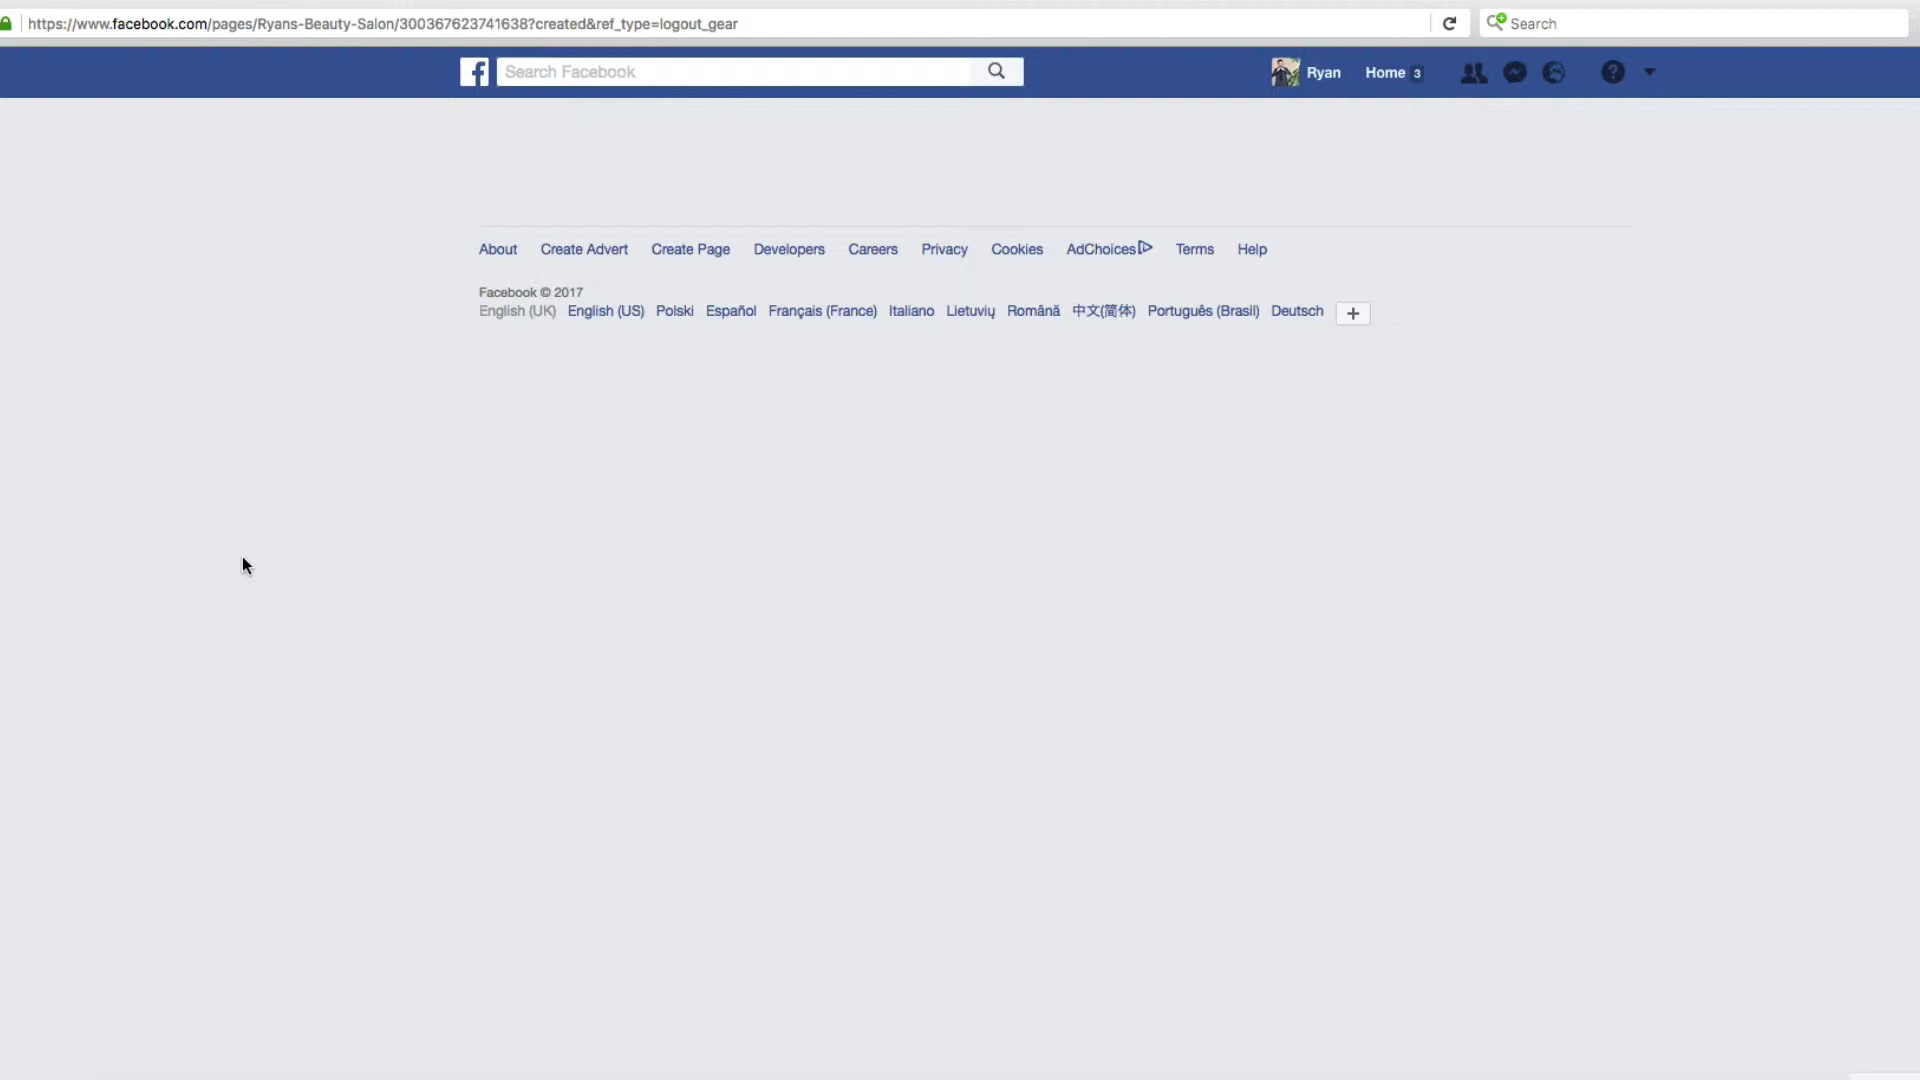 https://www.facebook.com/pages/Ryans-Beauty-Salon/300367623741638?created&ref_type=logout_gear
Search
Search Facebook
Ryan
Home 3
About Create Advert Create Page Developers Careers Privacy Cookies AdChoices Terms Help
Facebook © 2017
English (UK) English (US) Polski Español Français (France) Italiano Lietuvių Română 中文(简体) Português (Brasil) Deutsch